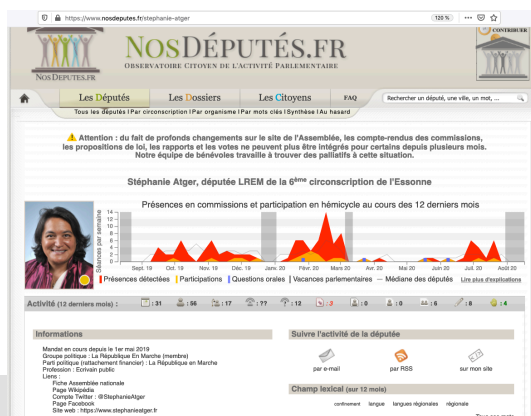 https://www.nosdeputes.fr/stephanie-atger
120 %
CONTRIBUER
NOSDÉPUTÉS.FR
OBSERVATOIRE CITOYEN DE L'ACTIVITÉ PARLEMENTAIRE
NOSDEPUTES.FR
Les Députés Les Dossiers Les Citoyens FAQ
Rechercher un député, une ville, un mot, ...
Tous les députés | Par circonscription | Par organisme | Par mots clés | Synthèse | Au hasard
Attention : du fait de profonds changements sur le site de l'Assemblée, les compte-rendus des commissions,
les propositions de loi, les rapports et les votes ne peuvent plus être intégrés pour certains depuis plusieurs mois.
Notre équipe de bénévoles travaille à trouver des palliatifs à cette situation.
Stéphanie Atger, députée LREM de la 6ème circonscription de l'Essonne
Présences en commissions et participation en hémicycle au cours des 12 derniers mois
Séances par semaine
14
12
10
8
6
4
2
0
Sept. 19 Oct. 19 Nov. 19 Déc. 19 Janv. 20 Févr. 20 Mars 20 Avr. 20 Mai 20 Juin 20 Juil. 20 Août 20
Présences détectées Participations Questions orales Vacances parlementaires Médiane des députés Lire plus d'explications
Activité (12 derniers mois) : : 31 : 56 : 17 : ?? : 12 : 3 : 0 : 0 : 6 : 8 : 4
Informations
Mandat en cours depuis le 1er mai 2019
Groupe politique : La République En Marche (membre)
Parti politique (rattachement financier) : La République en Marche
Profession : Ecrivain public
Liens :
Fiche Assemblée nationale
Page Wikipédia
Compte Twitter : @StephanieAtger
Page Facebook
Site web : https://www.stephanieatger.fr
Suivre l'activité de la députée
par e-mail par RSS sur mon site
Champ lexical (sur 12 mois)
confinement langue langues régionales régionale